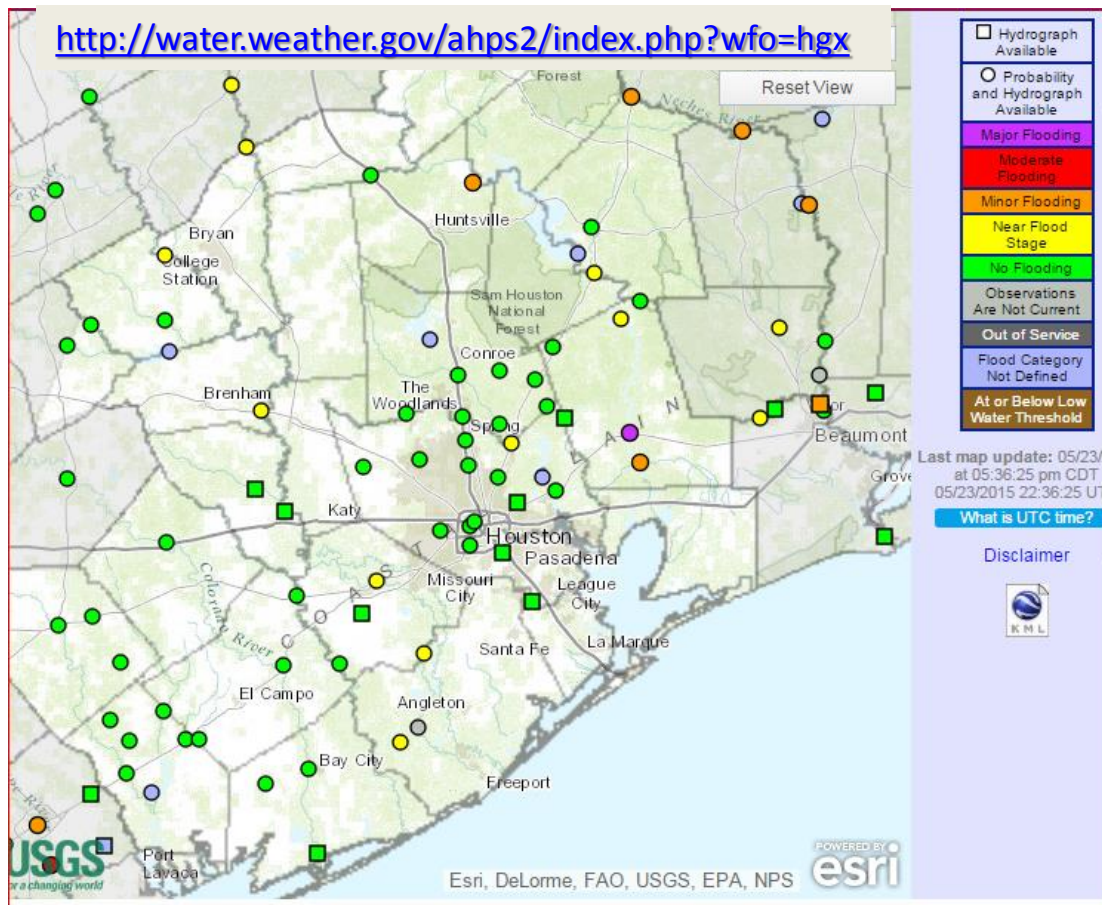 http://water.weather.gov/ahps2/index.php?wfo=hgx
Reset View
Forest
Neches River
Huntsville
Bryan
College
Station
Sam Houston
National
Forest
Conroe
The
Woodlands
Brenham
Spring
Beaumont
Katy
Houston
Pasadena
Missouri
City
League
City
Santa Fe
La Marque
Colorado River
COAST
LAIN
El Campo
Angleton
Bay City
Freeport
Port
Lavaca
USGS
a changing world
Esri, DeLorme, FAO, USGS, EPA, NPS
POWERED BY
esri
Hydrograph
Available
Probability
and Hydrograph
Available
Major Flooding
Moderate
Flooding
Minor Flooding
Near Flood
Stage
No Flooding
Observations
Are Not Current
Out of Service
Flood Category
Not Defined
At or Below Low
Water Threshold
Last map update: 05/23/
at 05:36:25 pm CDT
05/23/2015 22:36:25 UT
What is UTC time?
Disclaimer
KML